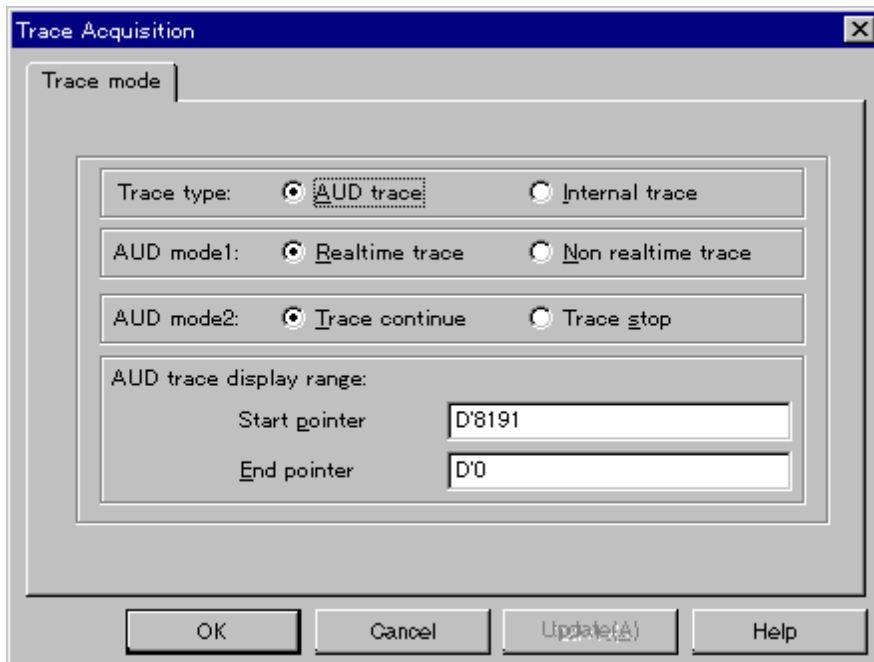 Trace Acquisition
Trace mode
Trace type: AUD trace Internal trace
AUD mode1: Realtime trace Non realtime trace
AUD mode2: Trace continue Trace stop
AUD trace display range:
Start pointer D'8191
End pointer D'0
OK Cancel Update(A) Help